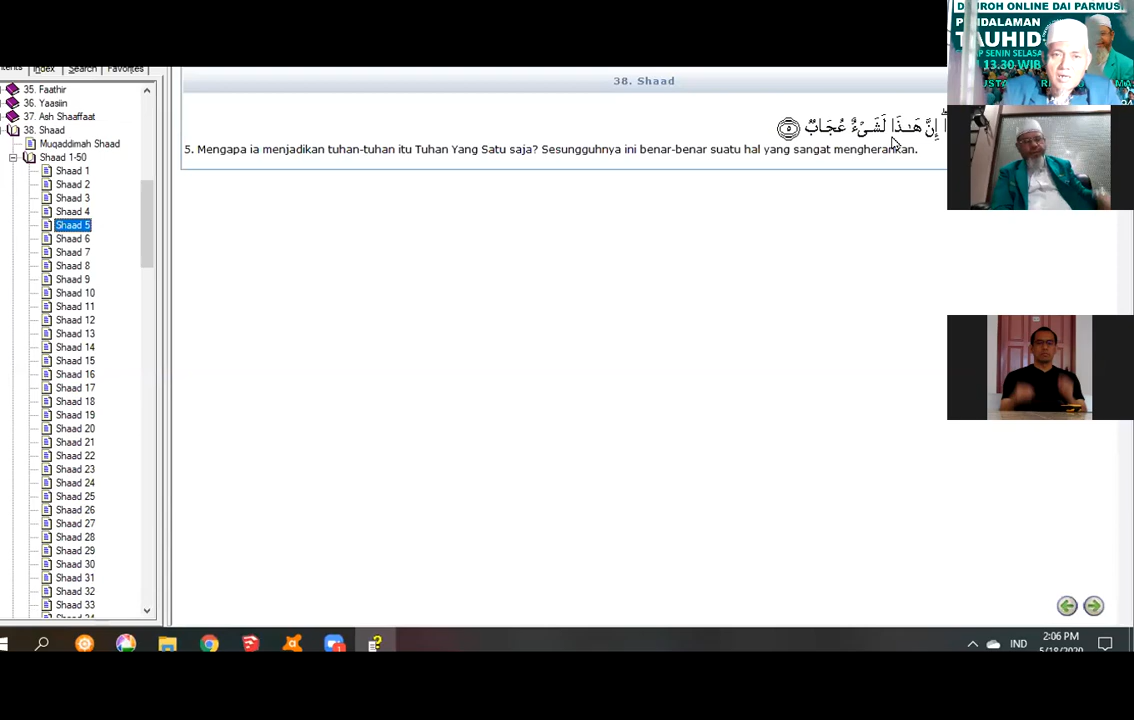 Index Search Favorites
35. Faathir
36. Yaasiin
37. Ash Shaaffaat
38. Shaad
Muqaddimah Shaad
Shaad 1-50
Shaad 1
Shaad 2
Shaad 3
Shaad 4
Shaad 5
Shaad 6
Shaad 7
Shaad 8
Shaad 9
Shaad 10
Shaad 11
Shaad 12
Shaad 13
Shaad 14
Shaad 15
Shaad 16
Shaad 17
Shaad 18
Shaad 19
Shaad 20
Shaad 21
Shaad 22
Shaad 23
Shaad 24
Shaad 25
Shaad 26
Shaad 27
Shaad 28
Shaad 29
Shaad 30
Shaad 31
Shaad 32
Shaad 33
38. Shaad
إِنَّ هَـٰذَا لَشَىْءٌ عُجَابٌ ﴿٥﴾
5. Mengapa ia menjadikan tuhan-tuhan itu Tuhan Yang Satu saja? Sesungguhnya ini benar-benar suatu hal yang sangat mengherankan.
ONLINE DAI PARMUSI
PENDALAMAN
TAUHID
SENIN SELASA
13.30 WIB
IND
2:06 PM
5/18/2020